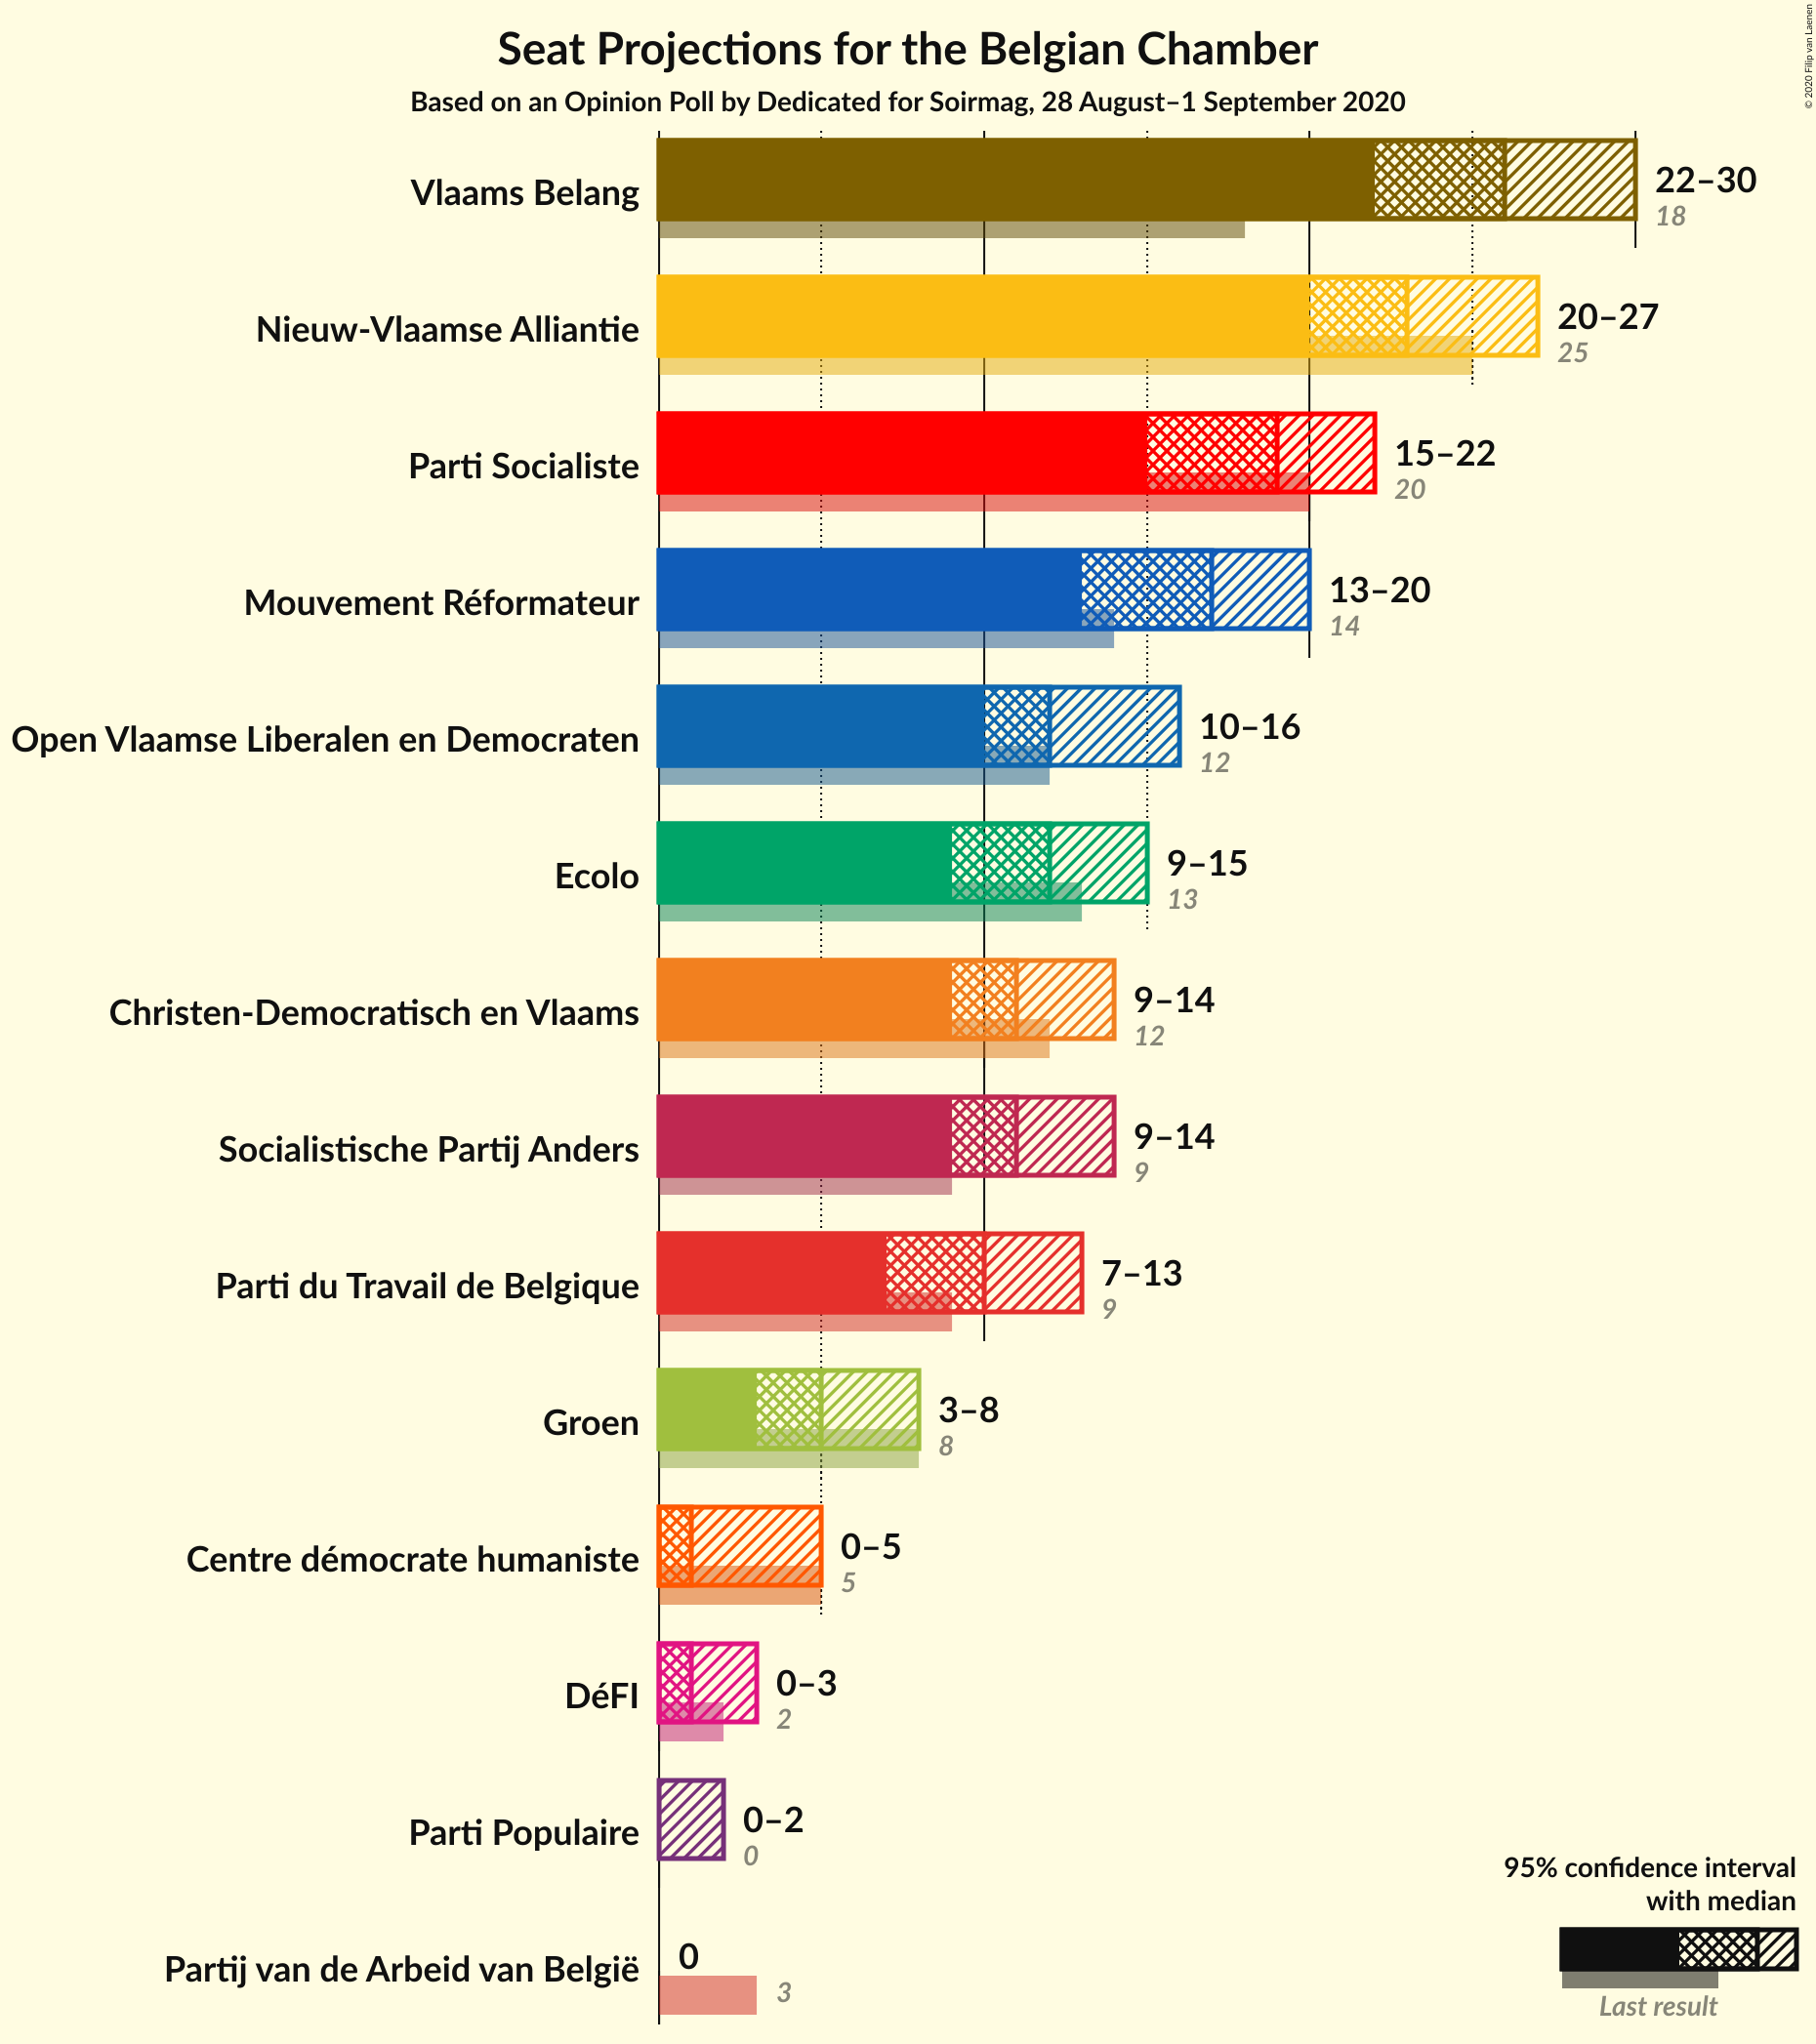 Seat Projections for the Belgian Chamber
Based on an Opinion Poll by Dedicated for Soirmag, 28 August–1 September 2020
© 2020 Filip van Laenen
Vlaams Belang
22–30
18
Nieuw-Vlaamse Alliantie
20–27
25
Parti Socialiste
15–22
20
Mouvement Réformateur
13–20
14
Open Vlaamse Liberalen en Democraten
10–16
12
Ecolo
9–15
13
Christen-Democratisch en Vlaams
9–14
12
Socialistische Partij Anders
9–14
9
Parti du Travail de Belgique
7–13
9
Groen
3–8
8
Centre démocrate humaniste
0–5
5
DéFI
0–3
2
Parti Populaire
0–2
0
Partij van de Arbeid van België
0
3
95% confidence interval
with median
Last result